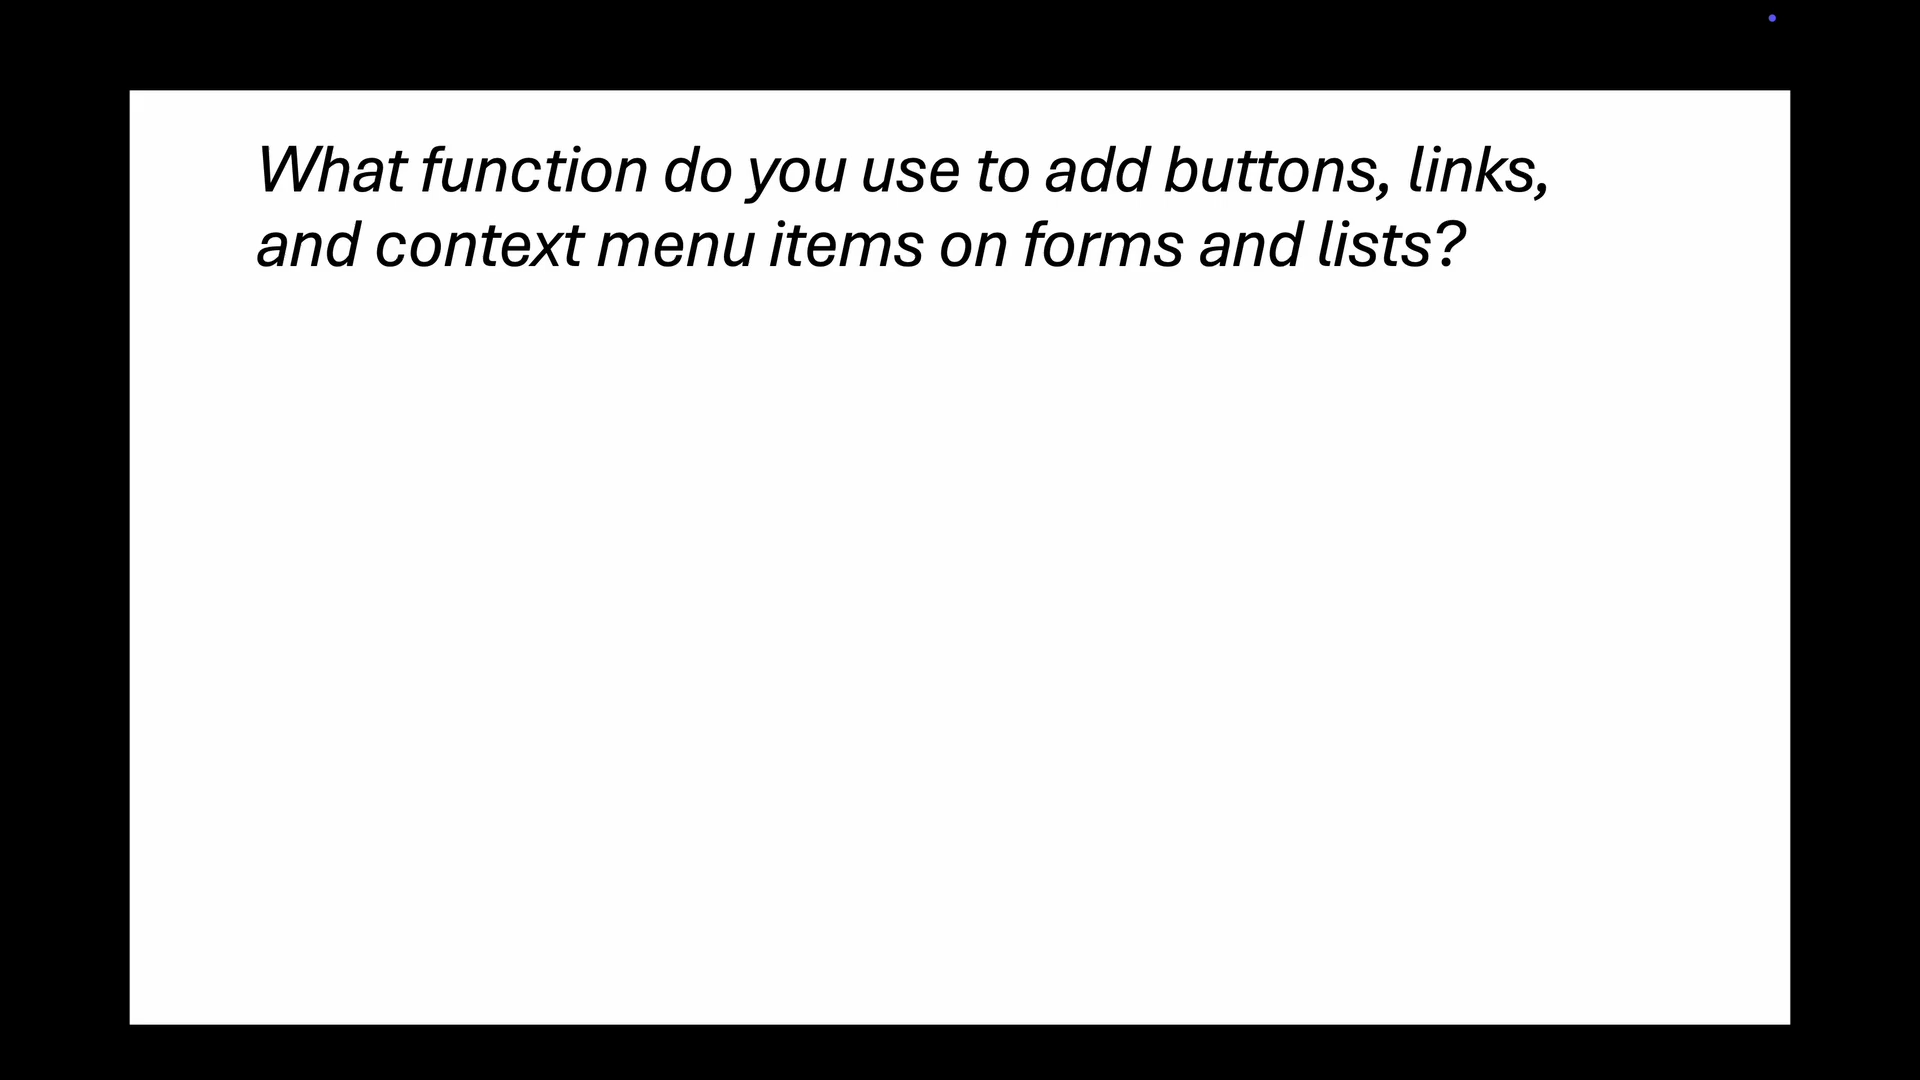 What function do you use to add buttons, links,
and context menu items on forms and lists?